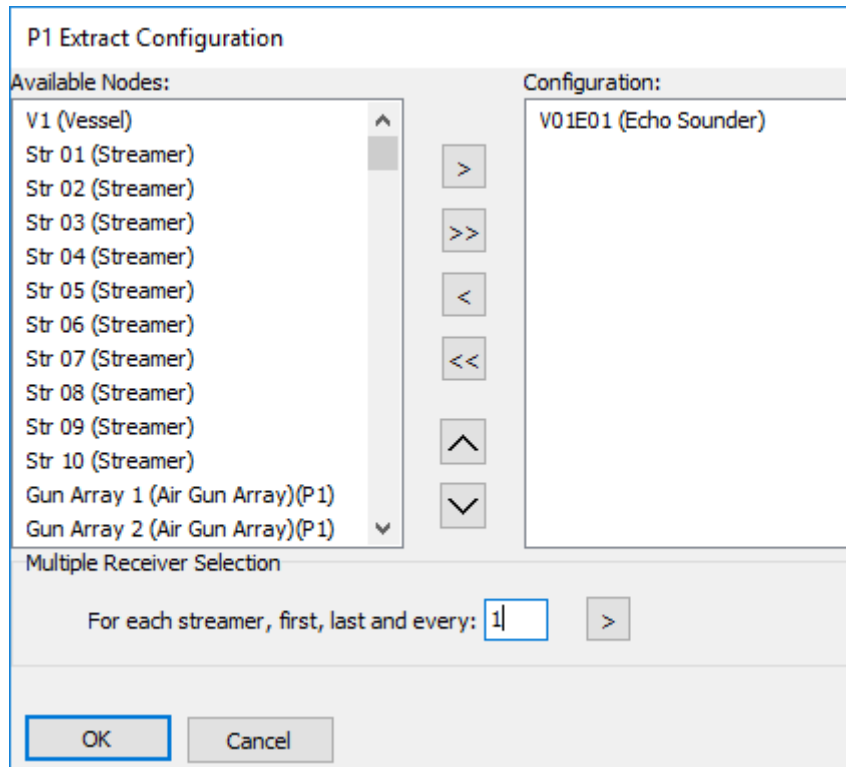 P1 Extract Configuration
Available Nodes:
Configuration:
V1 (Vessel)
Str 01 (Streamer)
Str 02 (Streamer)
Str 03 (Streamer)
Str 04 (Streamer)
Str 05 (Streamer)
Str 06 (Streamer)
Str 07 (Streamer)
Str 08 (Streamer)
Str 09 (Streamer)
Str 10 (Streamer)
Gun Array 1 (Air Gun Array)(P1)
Gun Array 2 (Air Gun Array)(P1)
>
>>
<
<<
V01E01 (Echo Sounder)
Multiple Receiver Selection
For each streamer, first, last and every: 1 >
OK Cancel